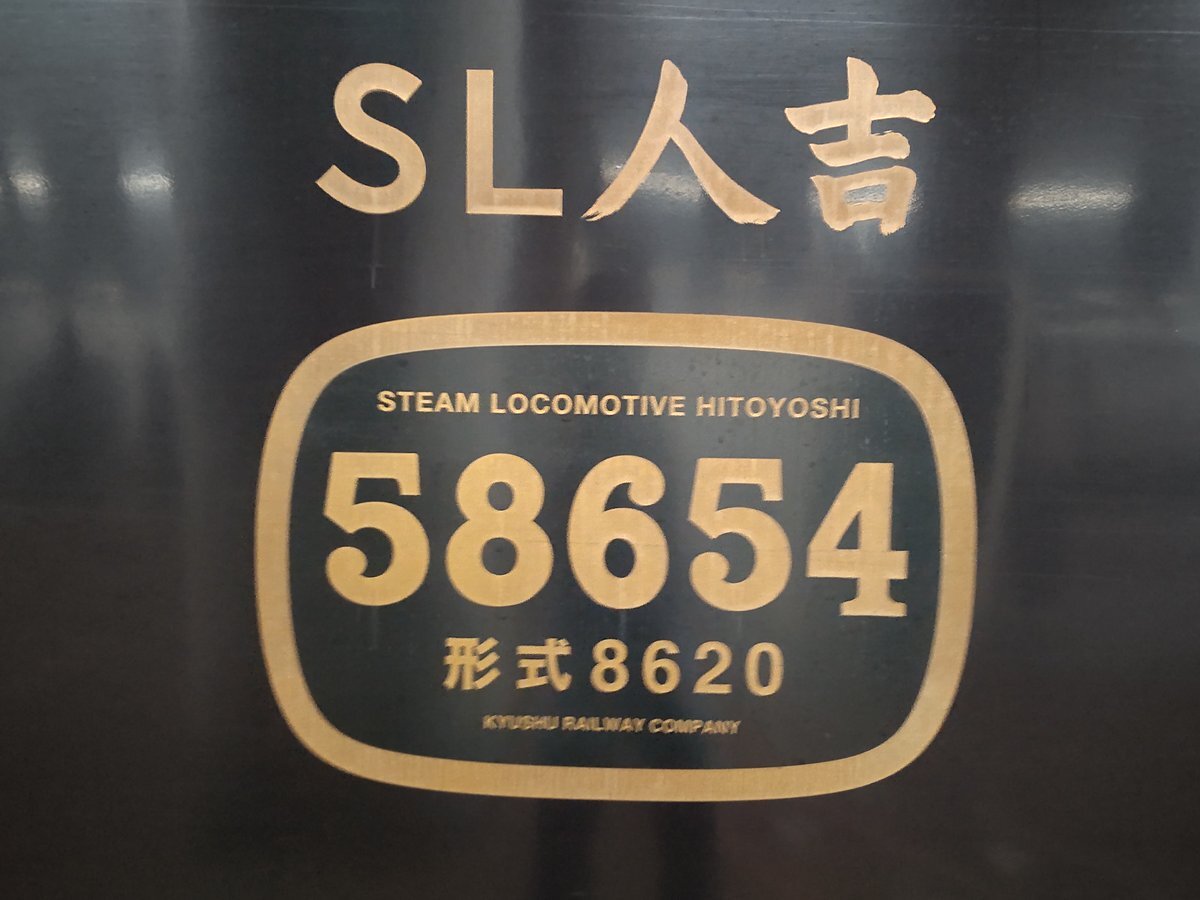 SL人吉
STEAM LOCOMOTIVE HITOYOSHI
58654
形式8620
KYUSHU RAILWAY COMPANY